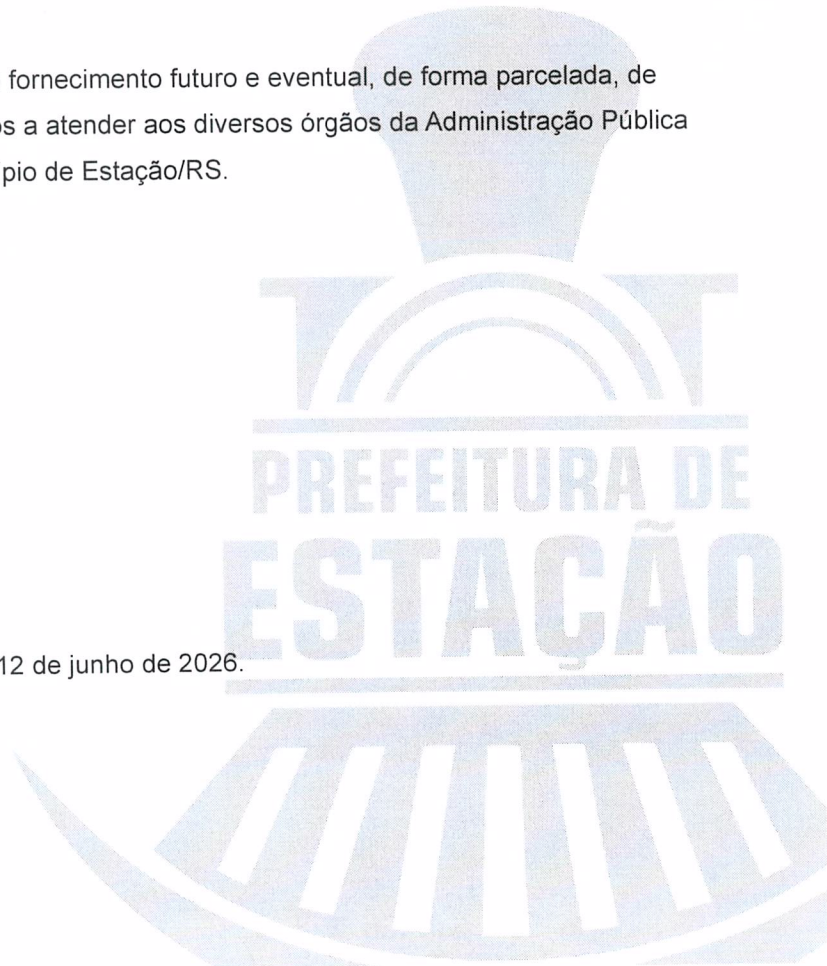 fornecimento futuro e eventual, de forma parcelada, de
s a atender aos diversos órgãos da Administração Pública
pio de Estação/RS.
PREFEITURA DE
ESTAÇÃO
12 de junho de 2026.